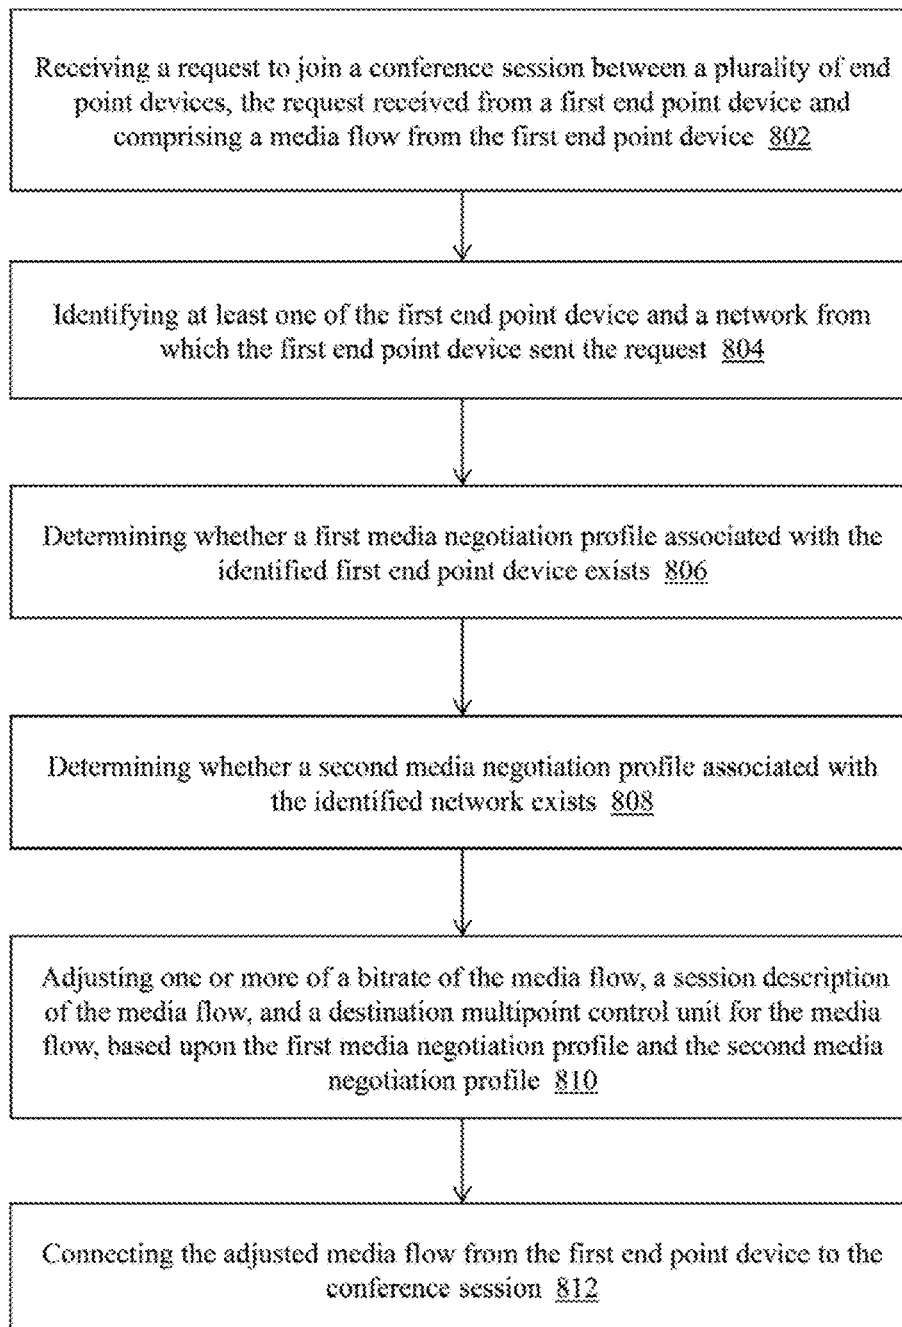 Receiving a request to join a conference session between a plurality of end
point devices, the request received from a first end point device and
comprising a media flow from the first end point device 802
Identifying at least one of the first end point device and a network from
which the first end point device sent the request 804
Determining whether a first media negotiation profile associated with the
identified first end point device exists 806
Determining whether a second media negotiation profile associated with
the identified network exists 808
Adjusting one or more of a bitrate of the media flow, a session description
of the media flow, and a destination multipoint control unit for the media
flow, based upon the first media negotiation profile and the second media
negotiation profile 810
Connecting the adjusted media flow from the first end point device to the
conference session 812